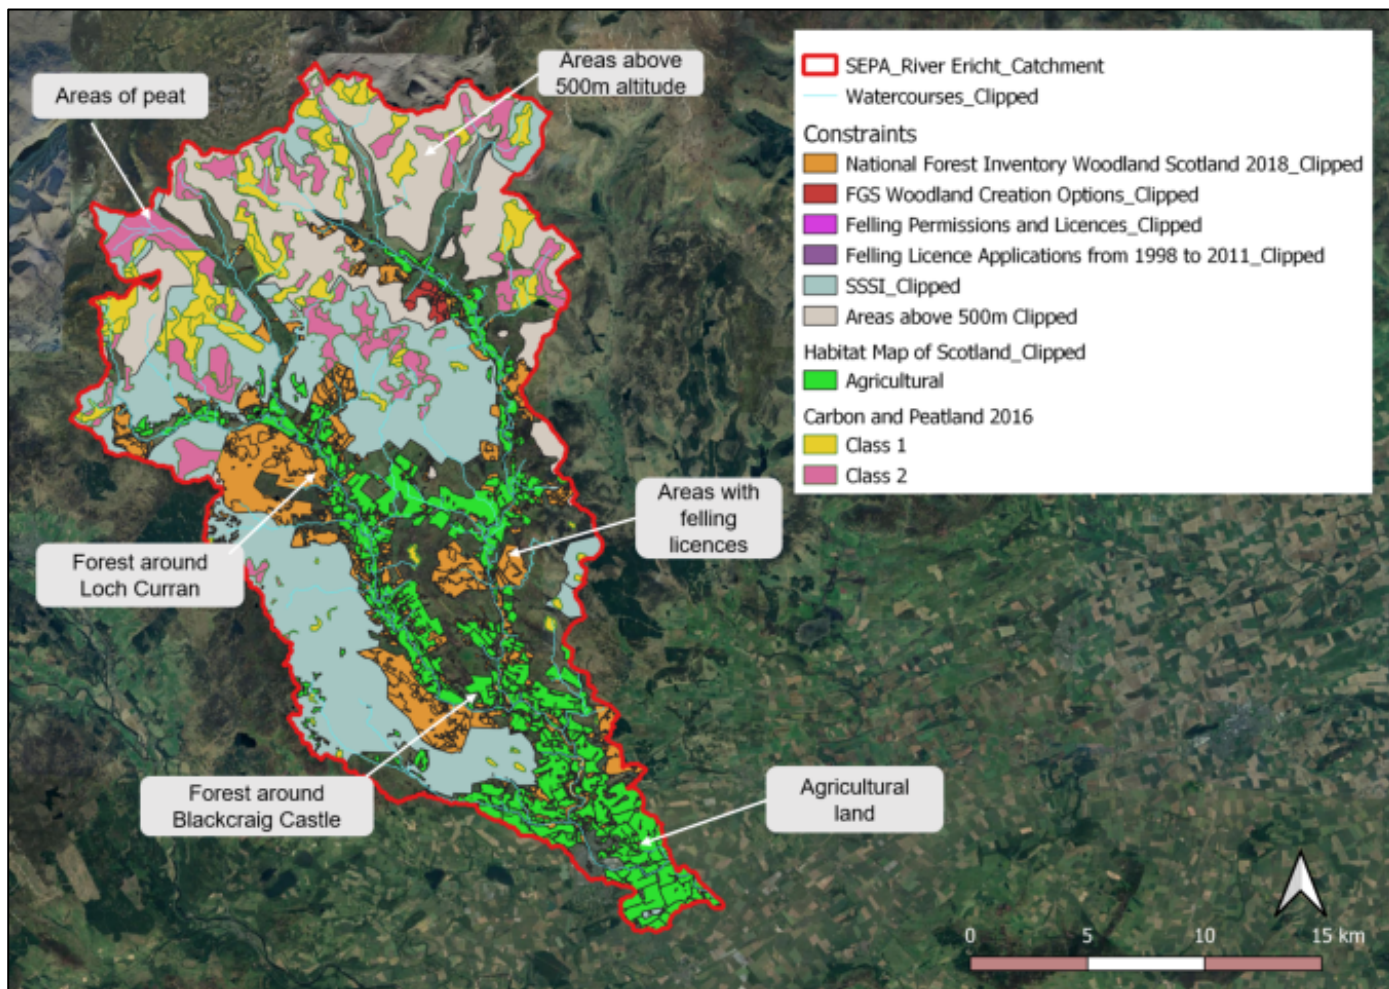 Areas of peat
Areas above
500m altitude
Forest around
Loch Curran
Areas with
felling
licences
Forest around
Blackcraig Castle
Agricultural
land
SEPA_River Ericht_Catchment
Watercourses_Clipped
Constraints
National Forest Inventory Woodland Scotland 2018_Clipped
FGS Woodland Creation Options_Clipped
Felling Permissions and Licences_Clipped
Felling Licence Applications from 1998 to 2011_Clipped
SSSI_Clipped
Areas above 500m Clipped
Habitat Map of Scotland_Clipped
Agricultural
Carbon and Peatland 2016
Class 1
Class 2
0 5 10 15 km